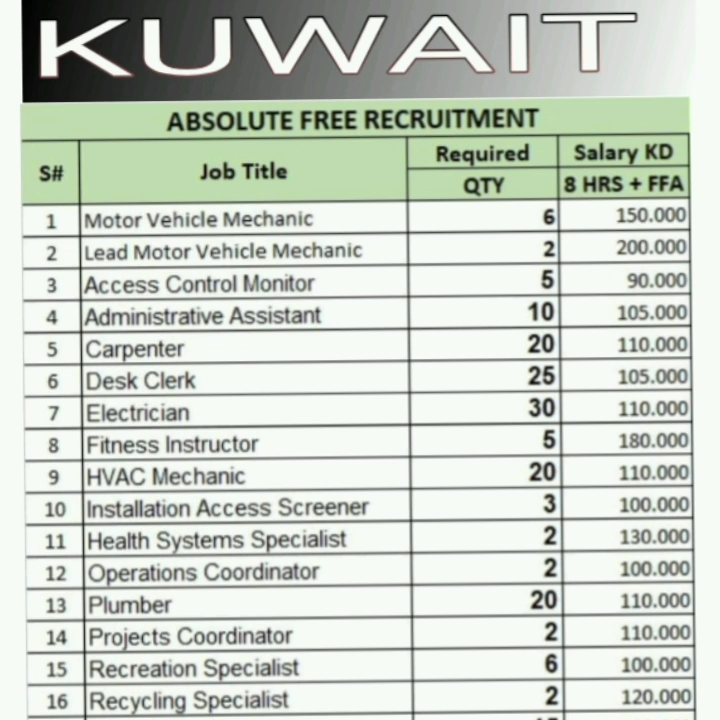 KUWAIT
ABSOLUTE FREE RECRUITMENT
S# Job Title Required Salary KD
QTY 8 HRS + FFA
1 Motor Vehicle Mechanic 6 150.000
2 Lead Motor Vehicle Mechanic 2 200.000
3 Access Control Monitor 5 90.000
4 Administrative Assistant 10 105.000
5 Carpenter 20 110.000
6 Desk Clerk 25 105.000
7 Electrician 30 110.000
8 Fitness Instructor 5 180.000
9 HVAC Mechanic 20 110.000
10 Installation Access Screener 3 100.000
11 Health Systems Specialist 2 130.000
12 Operations Coordinator 2 100.000
13 Plumber 20 110.000
14 Projects Coordinator 2 110.000
15 Recreation Specialist 6 100.000
16 Recycling Specialist 2 120.000